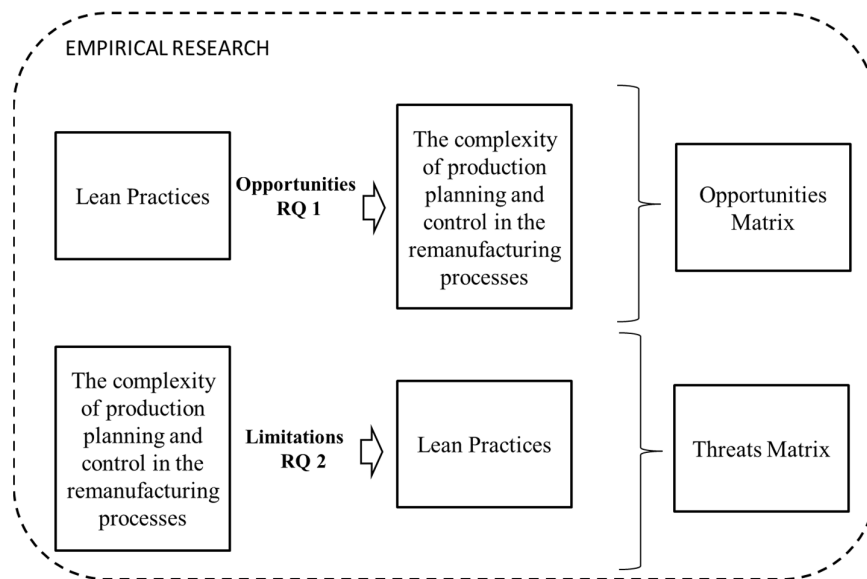 EMPIRICAL RESEARCH
Lean Practices
Opportunities
RQ 1
The complexity
of production
planning and
control in the
remanufacturing
processes
Opportunities
Matrix
The complexity
of production
planning and
control in the
remanufacturing
processes
Limitations
RQ 2
Lean Practices
Threats Matrix